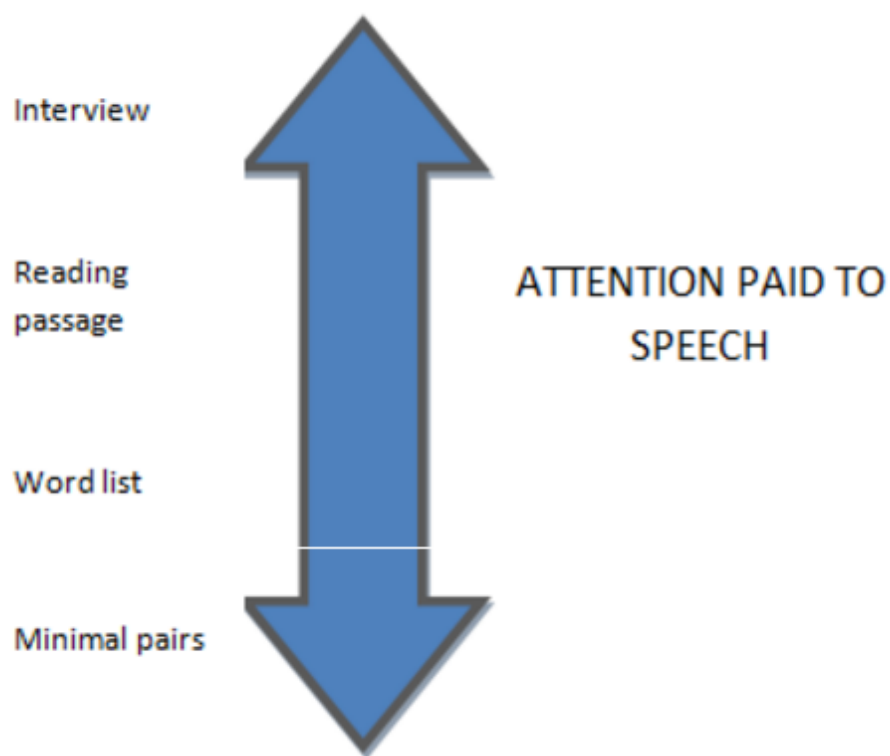 Interview
Reading
passage
ATTENTION PAID TO
SPEECH
Word list
Minimal pairs